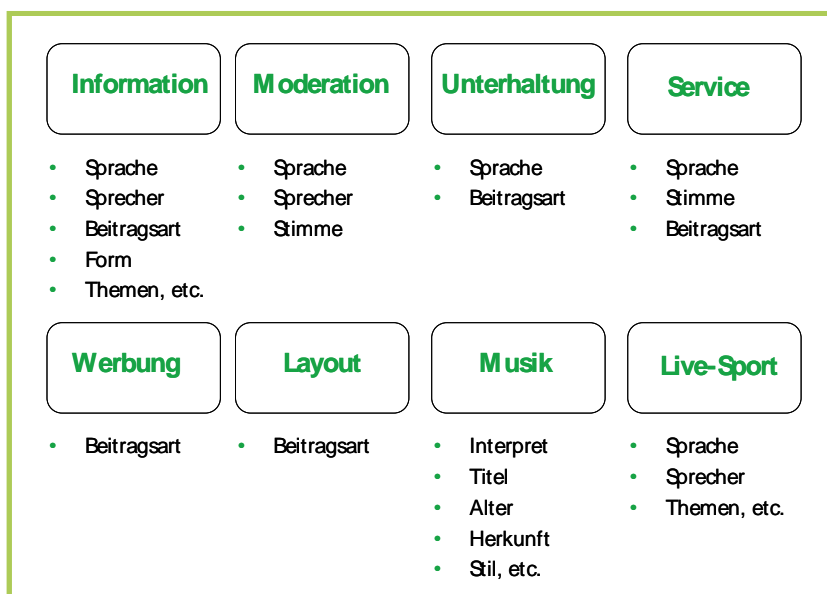 Information
• Sprache
• Sprecher
• Beitragsart
• Form
• Themen, etc.
Moderation
• Sprache
• Sprecher
• Stimme
Unterhaltung
• Sprache
• Beitragsart
Service
• Sprache
• Stimme
• Beitragsart
Werbung
• Beitragsart
Layout
• Beitragsart
Musik
• Interpret
• Titel
• Alter
• Herkunft
• Stil, etc.
Live-Sport
• Sprache
• Sprecher
• Themen, etc.